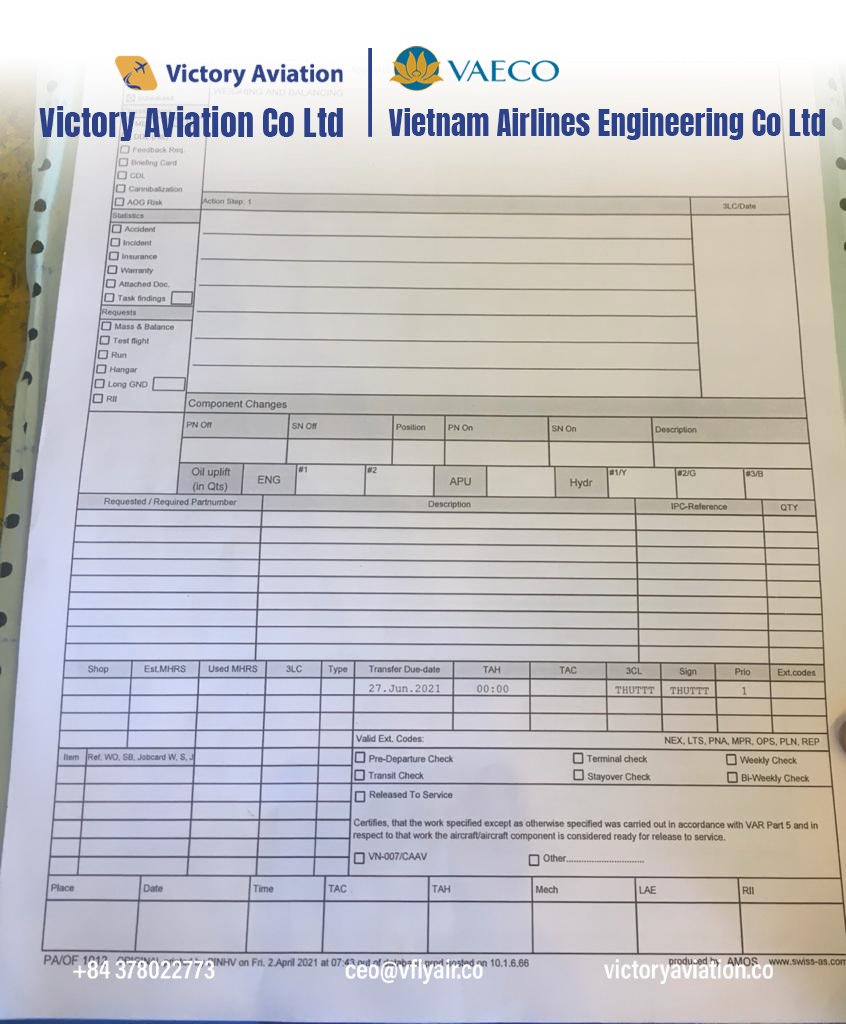 Victory Aviation
VAECO
Victory Aviation Co Ltd
Vietnam Airlines Engineering Co Ltd
WEIGHING AND BALANCING
Feedback Req.
Briefing Card
CDL
Cannibalization
AOG Risk
Action Step: 1
3LC/Date
Statistics
Accident
Incident
Insurance
Warranty
Attached Doc.
Task findings
Requests
Mass & Balance
Test flight
Run
Hangar
Long GND
RII
Component Changes
PN Off SN Off Position PN On SN On Description
Oil uplift (in Qts) ENG #1 #2 APU Hydr #1/Y #2/G #3/B
Requested / Required Partnumber Description IPC-Reference QTY
Shop Est.MHRS Used MHRS 3LC Type Transfer Due-date TAH TAC 3CL Sign Prio Ext.codes
27.Jun.2021 00:00 THUTTT THUTTT 1
Valid Ext. Codes: NEX, LTS, PNA, MPR, OPS, PLN, REP
Item Ref. WO, SB, Jobcard W, S, J
Pre-Departure Check Terminal check Weekly Check
Transit Check Stayover Check Bi-Weekly Check
Released To Service
Certifies, that the work specified except as otherwise specified was carried out in accordance with VAR Part 5 and in
respect to that work the aircraft/aircraft component is considered ready for release to service.
VN-007/CAAV Other..............................
Place Date Time TAC TAH Mech LAE RII
PA/OF on Fri. 2.April 2021 at 07:43 out of hosted on 10.1.6.66 produced by AMOS www.swiss-as.com
+84 378022773 ceo@vflyair.co victoryaviation.co